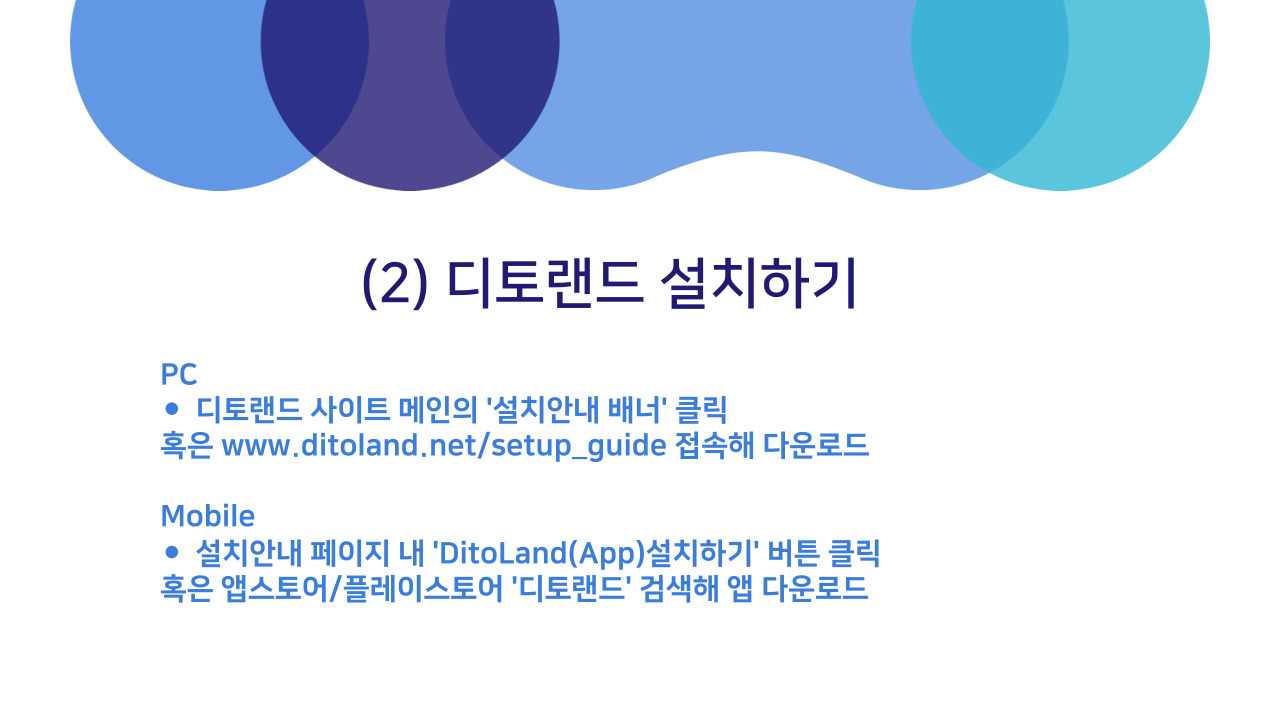 (2) 디토랜드 설치하기
PC
● 디토랜드 사이트 메인의 '설치안내 배너' 클릭
혹은 www.ditoland.net/setup_guide 접속해 다운로드
Mobile
● 설치안내 페이지 내 'DitoLand(App)설치하기' 버튼 클릭
혹은 앱스토어/플레이스토어 '디토랜드' 검색해 앱 다운로드